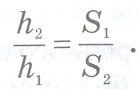 h₂/h₁ = S₁/S₂.